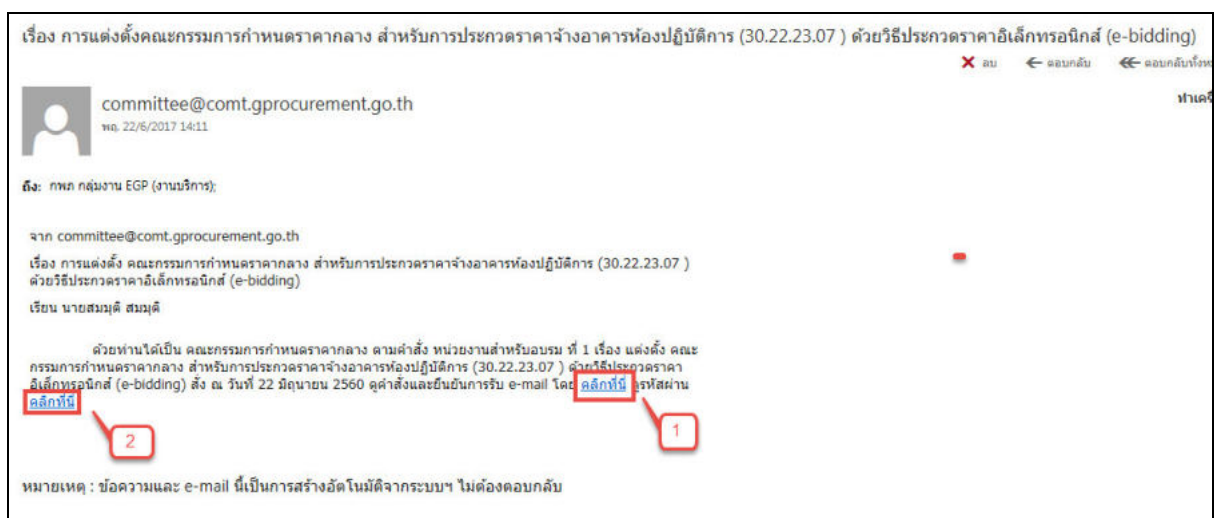 เรื่อง การแต่งตั้งคณะกรรมการกำหนดราคากลาง สำหรับการประกวดราคาจ้างอาคารห้องปฏิบัติการ (30.22.23.07 ) ด้วยวิธีประกวดราคาอิเล็กทรอนิกส์ (e-bidding)
ลบ ตอบกลับ ตอบกลับทั้งหม
committee@comt.gprocurement.go.th
ทำเครื่
พฤ. 22/6/2017 14:11
ถึง: กพภ กลุ่มงาน EGP (งานบริการ);
จาก committee@comt.gprocurement.go.th
เรื่อง การแต่งตั้ง คณะกรรมการกำหนดราคากลาง สำหรับการประกวดราคาจ้างอาคารห้องปฏิบัติการ (30.22.23.07 )
ด้วยวิธีประกวดราคาอิเล็กทรอนิกส์ (e-bidding)
เรียน นายสมมุติ สมมุติ
ด้วยท่านได้เป็น คณะกรรมการกำหนดราคากลาง ตามคำสั่ง หน่วยงานสำหรับอบรม ที่ 1 เรื่อง แต่งตั้ง คณะ
กรรมการกำหนดราคากลาง สำหรับการประกวดราคาจ้างอาคารห้องปฏิบัติการ (30.22.23.07 ) ด้วยวิธีประกวดราคา
อิเล็กทรอนิกส์ (e-bidding) สั่ง ณ วันที่ 22 มิถุนายน 2560 ดูคำสั่งและยืนยันการรับ e-mail โดย คลิกที่นี่ ดูรหัสผ่าน
คลิกที่นี่
2
1
หมายเหตุ : ข้อความและ e-mail นี้เป็นการสร้างอัตโนมัติจากระบบฯ ไม่ต้องตอบกลับ